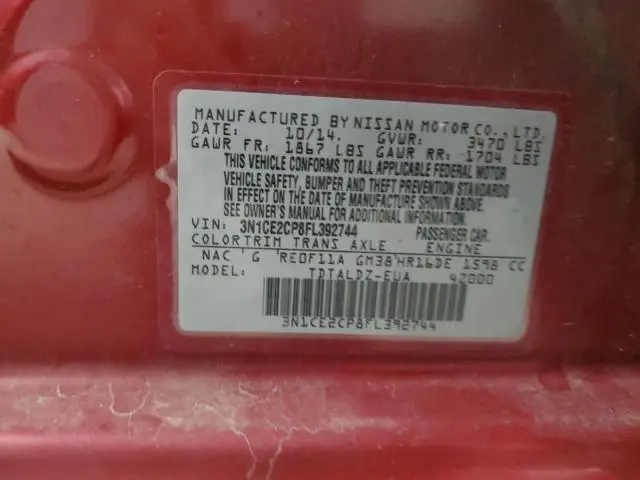 MANUFACTURED BY NISSAN MOTOR CO., LTD.
DATE: 10/14. GVWR: 3470 LBS
GAWR FR: 1867 LBS GAWR RR: 1704 LBS
THIS VEHICLE CONFORMS TO ALL APPLICABLE FEDERAL MOTOR
VEHICLE SAFETY, BUMPER AND THEFT PREVENTION STANDARDS
IN EFFECT ON THE DATE OF MANUFACTURE SHOWN ABOVE.
SEE OWNER'S MANUAL FOR ADDITIONAL INFORMATION.
VIN: 3N1CE2CP8FL392744 PASSENGER CAR.
COLORTRIM TRANS AXLE ENGINE
NAC G RE0F11A GM38 HR16DE 1598 CC
MODEL: TDTALDZ-EUA 42000
3N1CE2CP8FL392744